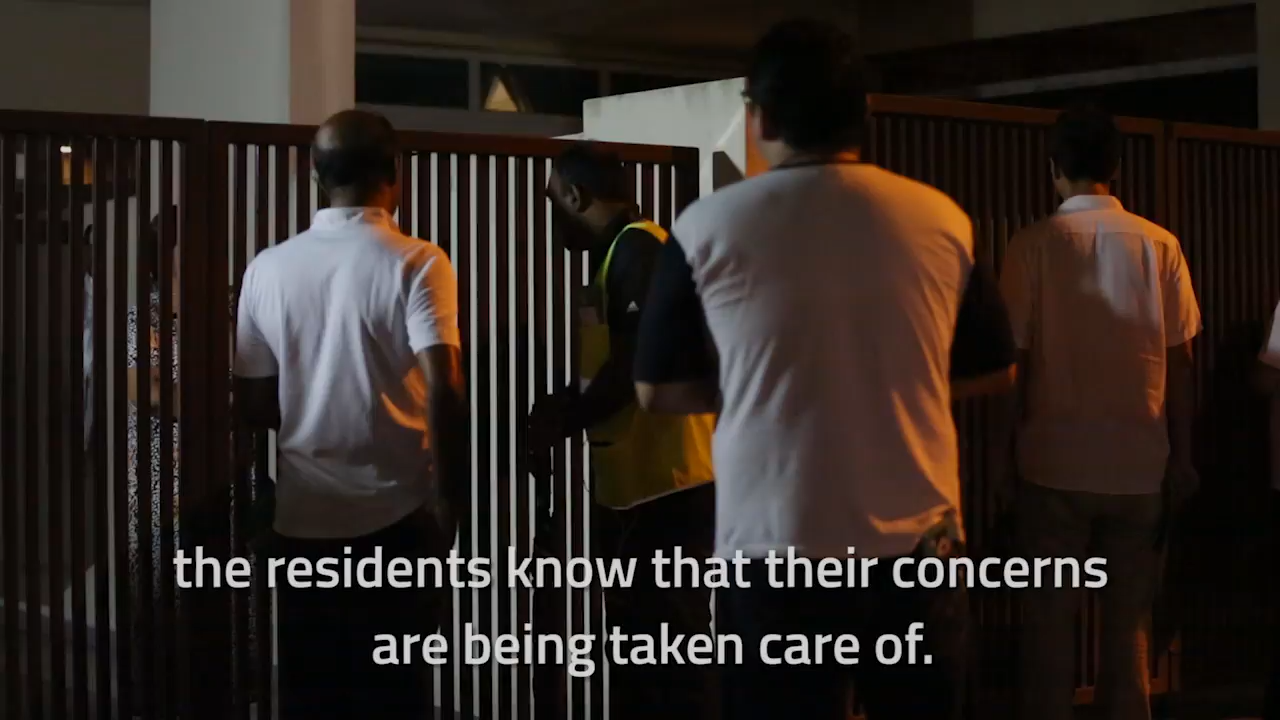 the residents know that their concerns
are being taken care of.